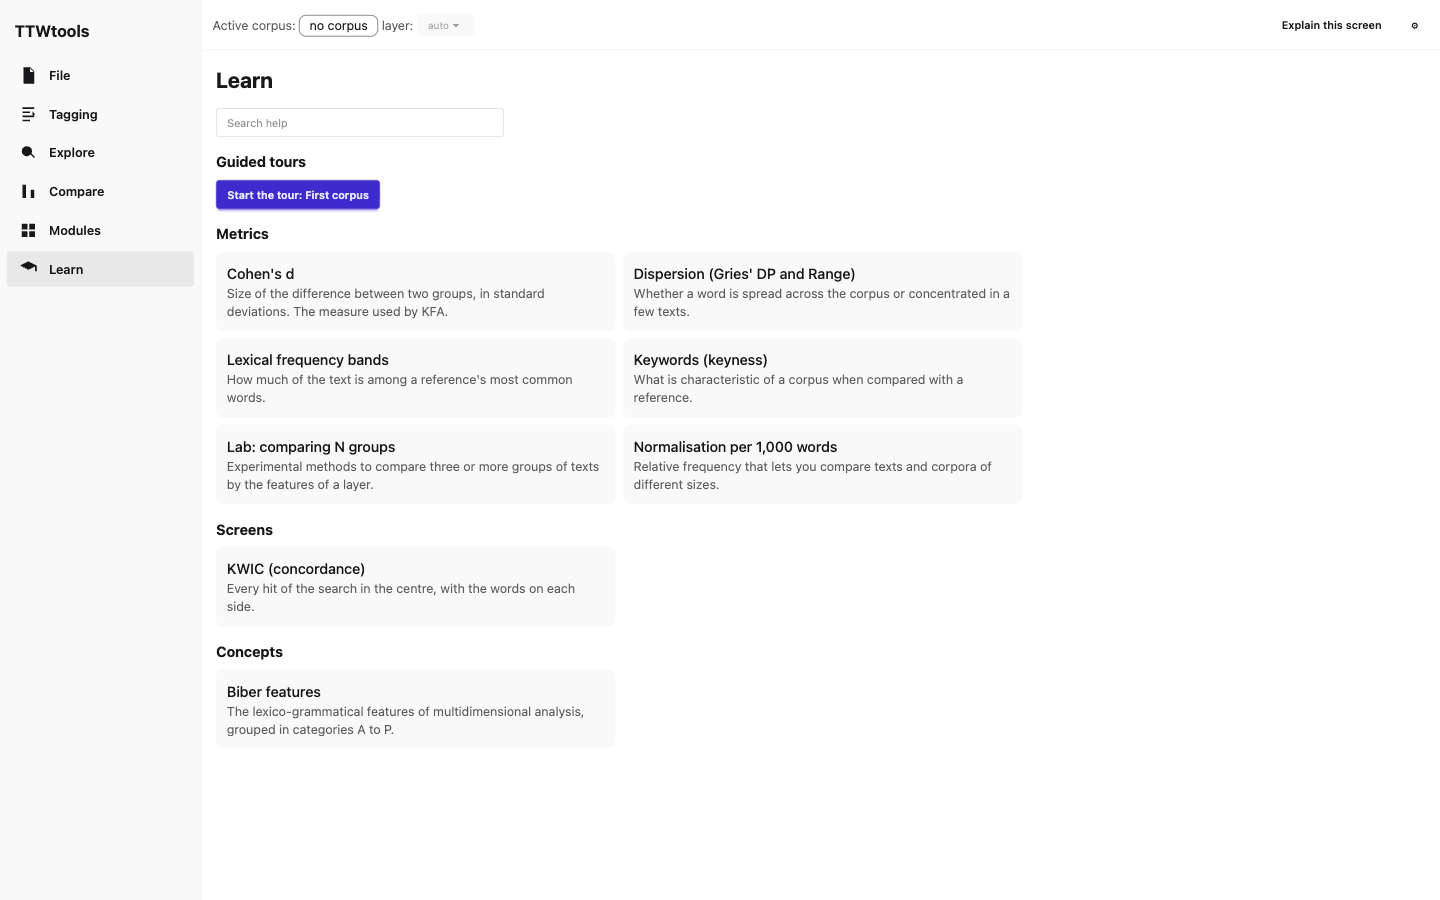 TTWtools
File
Tagging
Explore
Compare
Modules
Learn
Active corpus: no corpus layer: auto
Explain this screen
Learn
Search help
Guided tours
Start the tour: First corpus
Metrics
Cohen's d
Size of the difference between two groups, in standard
deviations. The measure used by KFA.
Dispersion (Gries' DP and Range)
Whether a word is spread across the corpus or concentrated in a
few texts.
Lexical frequency bands
How much of the text is among a reference's most common
words.
Keywords (keyness)
What is characteristic of a corpus when compared with a
reference.
Lab: comparing N groups
Experimental methods to compare three or more groups of texts
by the features of a layer.
Normalisation per 1,000 words
Relative frequency that lets you compare texts and corpora of
different sizes.
Screens
KWIC (concordance)
Every hit of the search in the centre, with the words on each
side.
Concepts
Biber features
The lexico-grammatical features of multidimensional analysis,
grouped in categories A to P.